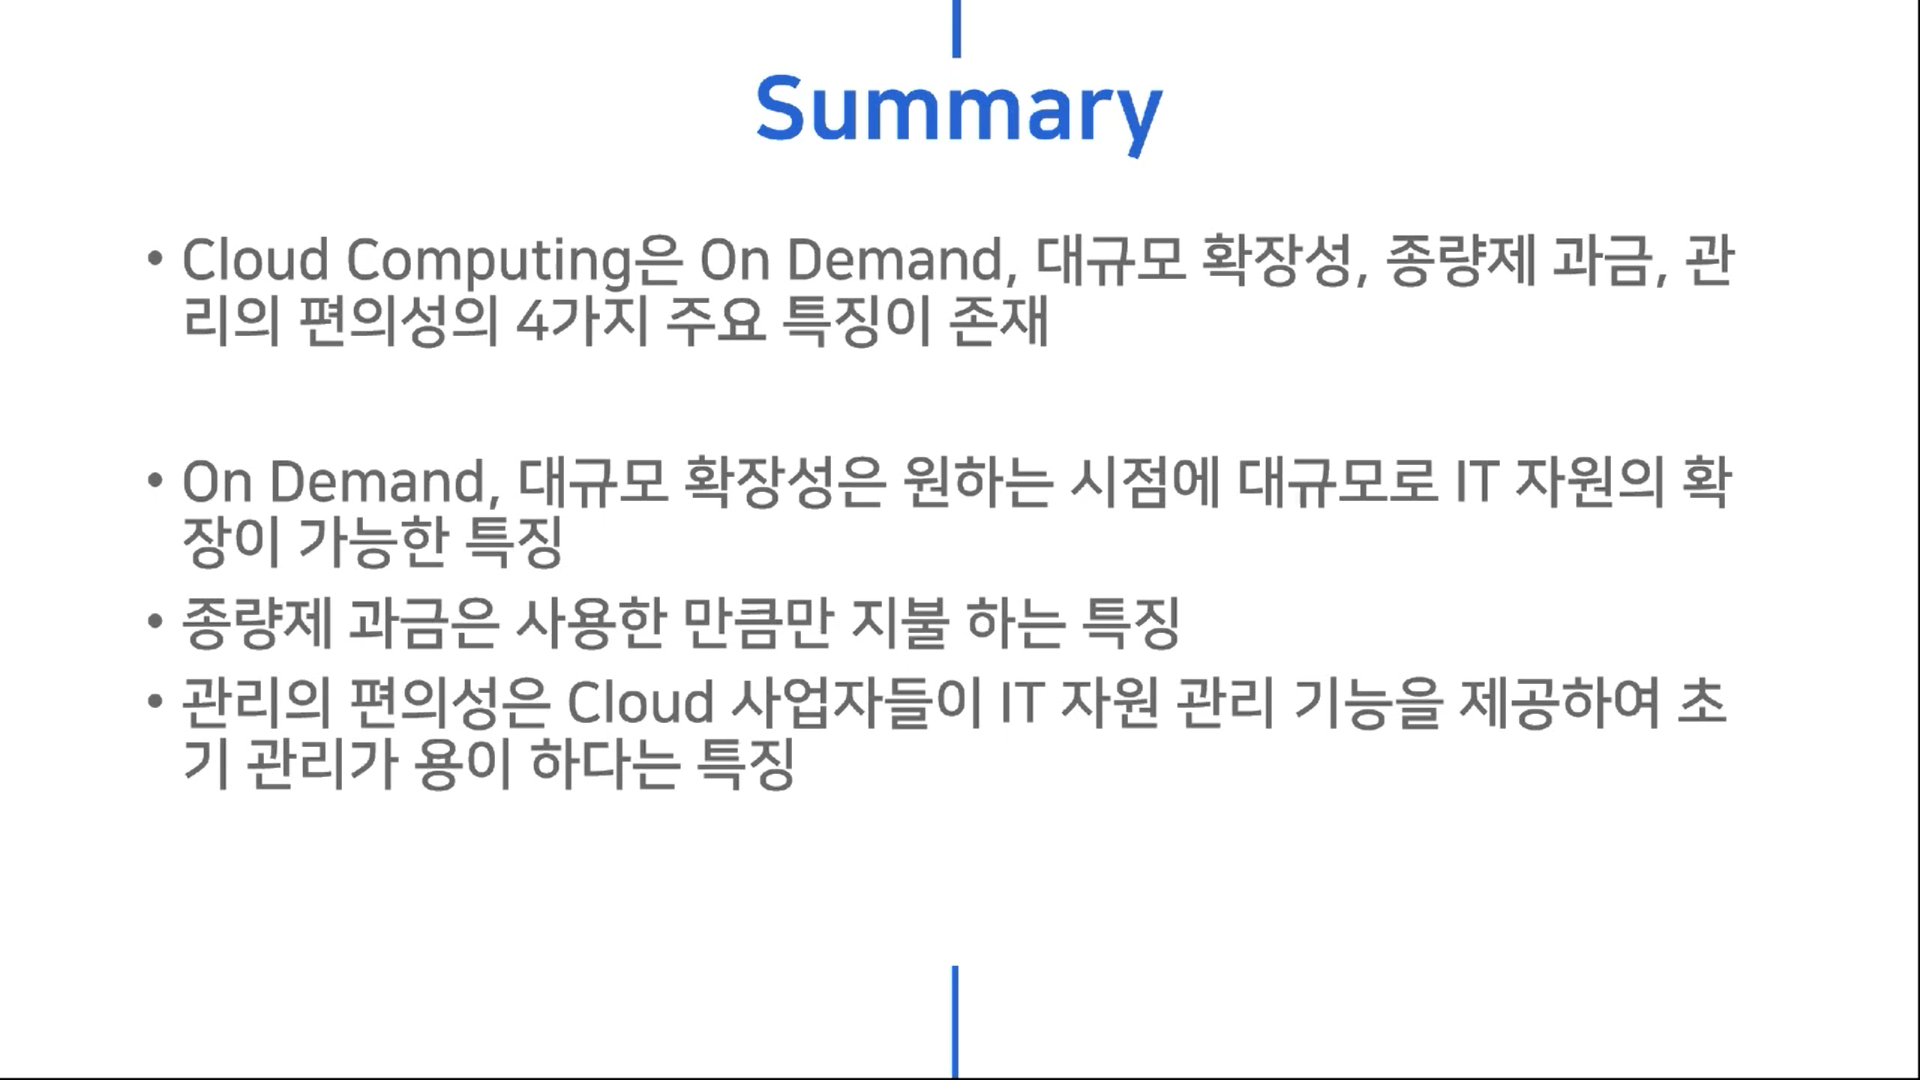 Summary
• Cloud Computing은 On Demand, 대규모 확장성, 종량제 과금, 관
리의 편의성의 4가지 주요 특징이 존재
• On Demand, 대규모 확장성은 원하는 시점에 대규모로 IT 자원의 확
장이 가능한 특징
• 종량제 과금은 사용한 만큼만 지불 하는 특징
• 관리의 편의성은 Cloud 사업자들이 IT 자원 관리 기능을 제공하여 초
기 관리가 용이 하다는 특징